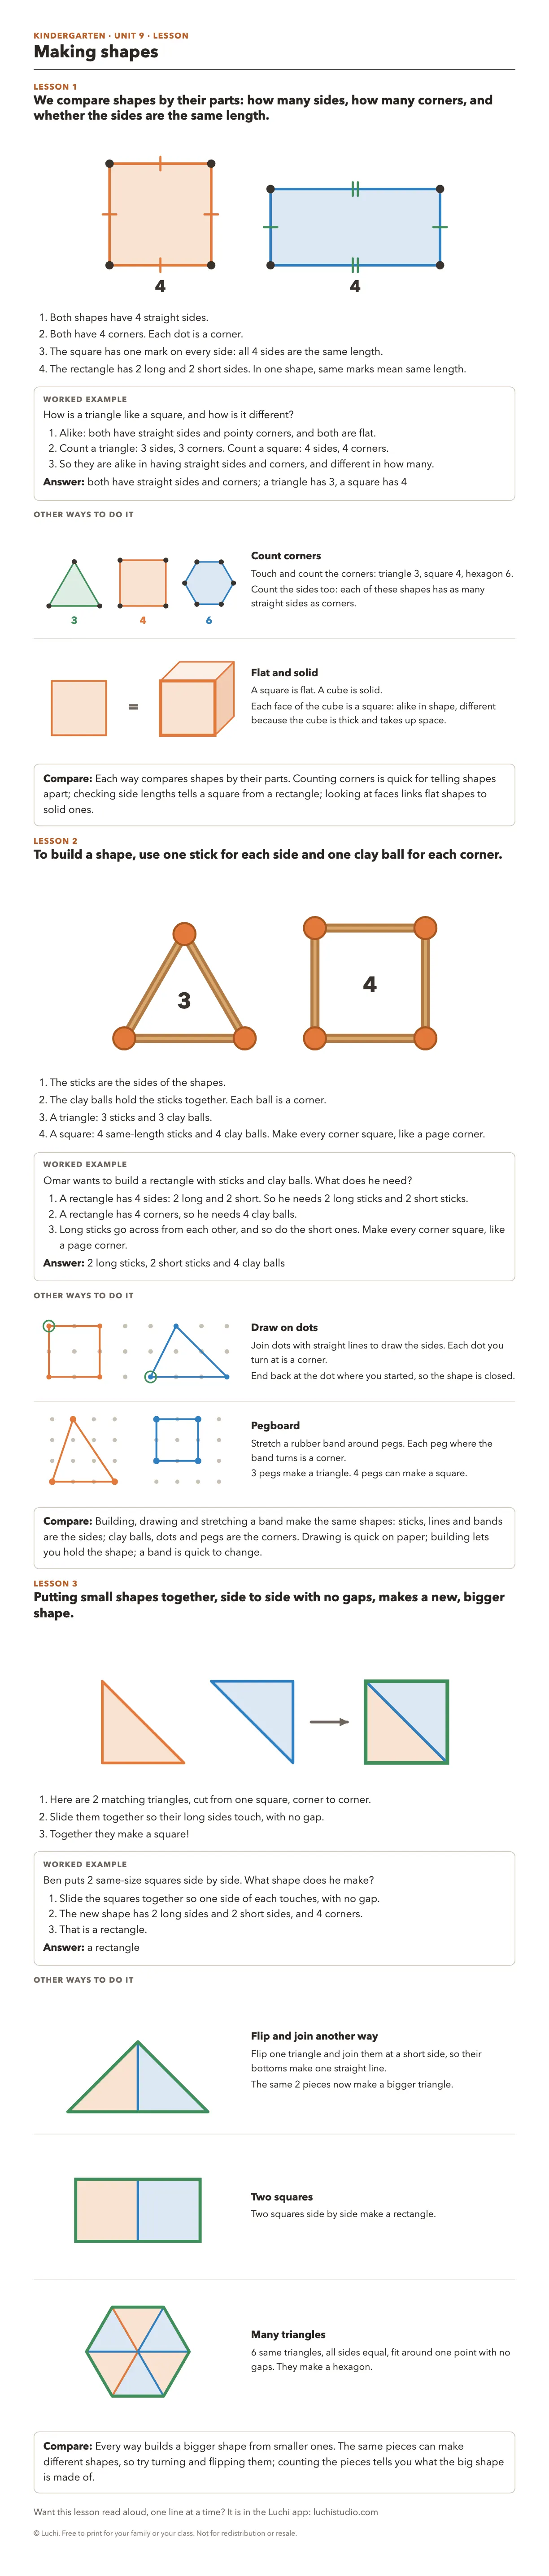 KINDERGARTEN · UNIT 9 · LESSON
Making shapes
LESSON 1
We compare shapes by their parts: how many sides, how many corners, and
whether the sides are the same length.
4
4
1. Both shapes have 4 straight sides.
2. Both have 4 corners. Each dot is a corner.
3. The square has one mark on every side: all 4 sides are the same length.
4. The rectangle has 2 long and 2 short sides. In one shape, same marks mean same length.
WORKED EXAMPLE
How is a triangle like a square, and how is it different?
1. Alike: both have straight sides and pointy corners, and both are flat.
2. Count a triangle: 3 sides, 3 corners. Count a square: 4 sides, 4 corners.
3. So they are alike in having straight sides and corners, and different in how many.
Answer: both have straight sides and corners; a triangle has 3, a square has 4
OTHER WAYS TO DO IT
3
4
6
Count corners
Touch and count the corners: triangle 3, square 4, hexagon 6.
Count the sides too: each of these shapes has as many
straight sides as corners.
=
Flat and solid
A square is flat. A cube is solid.
Each face of the cube is a square: alike in shape, different
because the cube is thick and takes up space.
Compare: Each way compares shapes by their parts. Counting corners is quick for telling shapes
apart; checking side lengths tells a square from a rectangle; looking at faces links flat shapes to
solid ones.
LESSON 2
To build a shape, use one stick for each side and one clay ball for each corner.
3
4
1. The sticks are the sides of the shapes.
2. The clay balls hold the sticks together. Each ball is a corner.
3. A triangle: 3 sticks and 3 clay balls.
4. A square: 4 same-length sticks and 4 clay balls. Make every corner square, like a page corner.
WORKED EXAMPLE
Omar wants to build a rectangle with sticks and clay balls. What does he need?
1. A rectangle has 4 sides: 2 long and 2 short. So he needs 2 long sticks and 2 short sticks.
2. A rectangle has 4 corners, so he needs 4 clay balls.
3. Long sticks go across from each other, and so do the short ones. Make every corner square, like
a page corner.
Answer: 2 long sticks, 2 short sticks and 4 clay balls
OTHER WAYS TO DO IT
Draw on dots
Join dots with straight lines to draw the sides. Each dot you
turn at is a corner.
End back at the dot where you started, so the shape is closed.
Pegboard
Stretch a rubber band around pegs. Each peg where the
band turns is a corner.
3 pegs make a triangle. 4 pegs can make a square.
Compare: Building, drawing and stretching a band make the same shapes: sticks, lines and bands
are the sides; clay balls, dots and pegs are the corners. Drawing is quick on paper; building lets
you hold the shape; a band is quick to change.
LESSON 3
Putting small shapes together, side to side with no gaps, makes a new, bigger
shape.
1. Here are 2 matching triangles, cut from one square, corner to corner.
2. Slide them together so their long sides touch, with no gap.
3. Together they make a square!
WORKED EXAMPLE
Ben puts 2 same-size squares side by side. What shape does he make?
1. Slide the squares together so one side of each touches, with no gap.
2. The new shape has 2 long sides and 2 short sides, and 4 corners.
3. That is a rectangle.
Answer: a rectangle
OTHER WAYS TO DO IT
Flip and join another way
Flip one triangle and join them at a short side, so their
bottoms make one straight line.
The same 2 pieces now make a bigger triangle.
Two squares
Two squares side by side make a rectangle.
Many triangles
6 same triangles, all sides equal, fit around one point with no
gaps. They make a hexagon.
Compare: Every way builds a bigger shape from smaller ones. The same pieces can make
different shapes, so try turning and flipping them; counting the pieces tells you what the big shape
is made of.
Want this lesson read aloud, one line at a time? It is in the Luchi app: luchistudio.com
© Luchi. Free to print for your family or your class. Not for redistribution or resale.